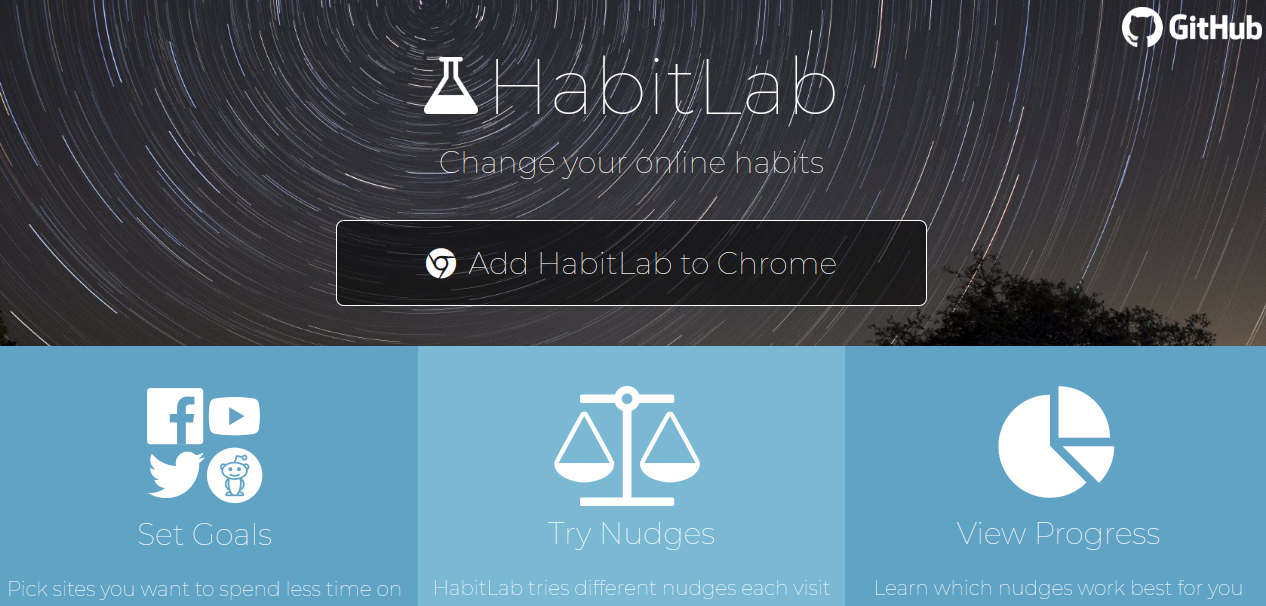 GitHub
HabitLab
Change your online habits
Add HabitLab to Chrome
Set Goals
Try Nudges
View Progress
Pick sites you want to spend less time on
HabitLab tries different nudges each visit
Learn which nudges work best for you